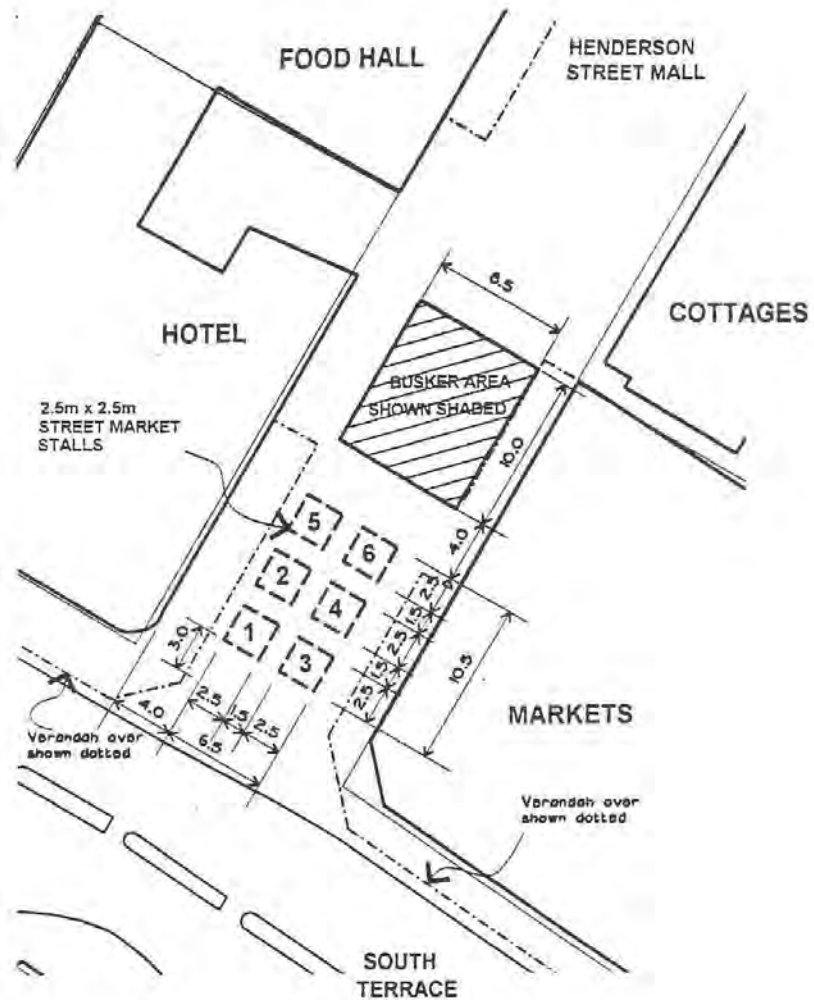 FOOD HALL
HENDERSON
STREET MALL
6.5
HOTEL
COTTAGES
BUSKER AREA
SHOWN SHADED
2.5m x 2.5m
STREET MARKET
STALLS
10.0
5
6
4.0
2
4
2.5
1.5
2.5
1.5
2.5
10.5
1
3
3.0
2.5
1.5
2.5
4.0
6.5
MARKETS
Verandah over
shown dotted
Verandah over
shown dotted
SOUTH
TERRACE